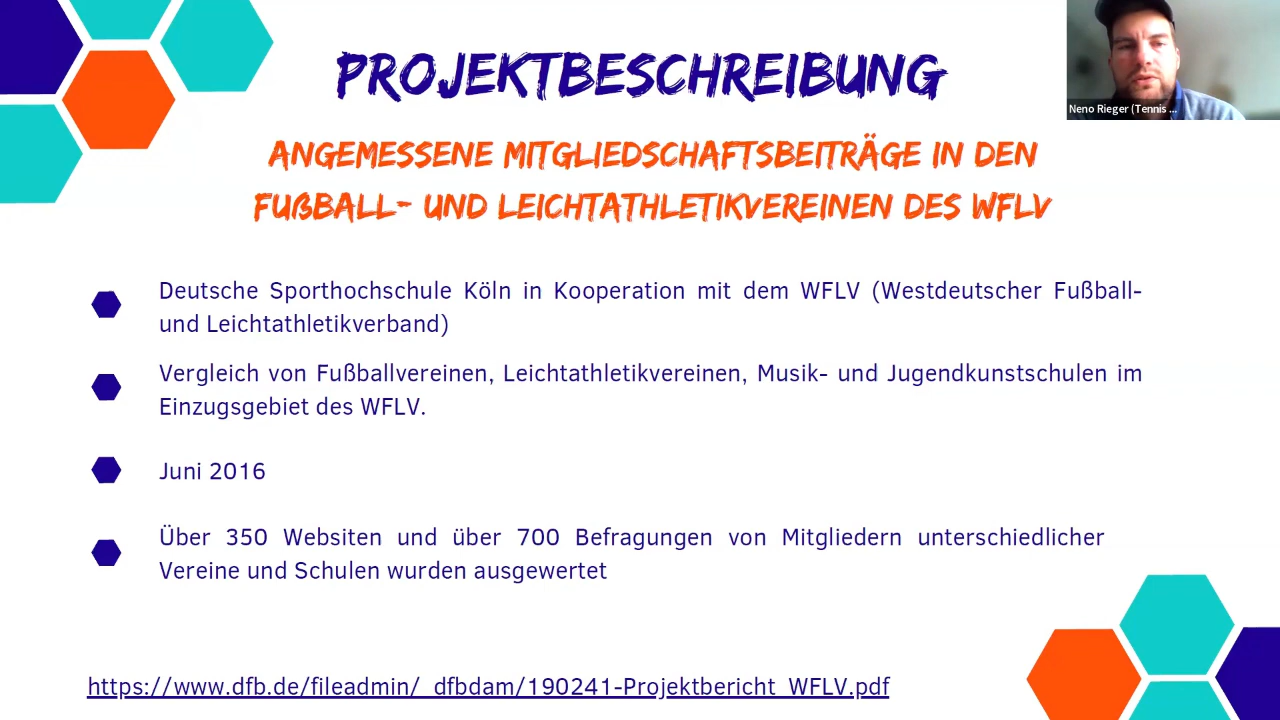 PROJEKTBESCHREIBUNG
Neno Rieger (Tennis ...
ANGEMESSENE MITGLIEDSCHAFTSBEITRÄGE IN DEN
FUßBALL- UND LEICHTATHLETIKVEREINEN DES WFLV
Deutsche Sporthochschule Köln in Kooperation mit dem WFLV (Westdeutscher Fußball-
und Leichtathletikverband)
Vergleich von Fußballvereinen, Leichtathletikvereinen, Musik- und Jugendkunstschulen im
Einzugsgebiet des WFLV.
Juni 2016
Über 350 Websiten und über 700 Befragungen von Mitgliedern unterschiedlicher
Vereine und Schulen wurden ausgewertet
https://www.dfb.de/fileadmin/_dfbdam/190241-Projektbericht_WFLV.pdf